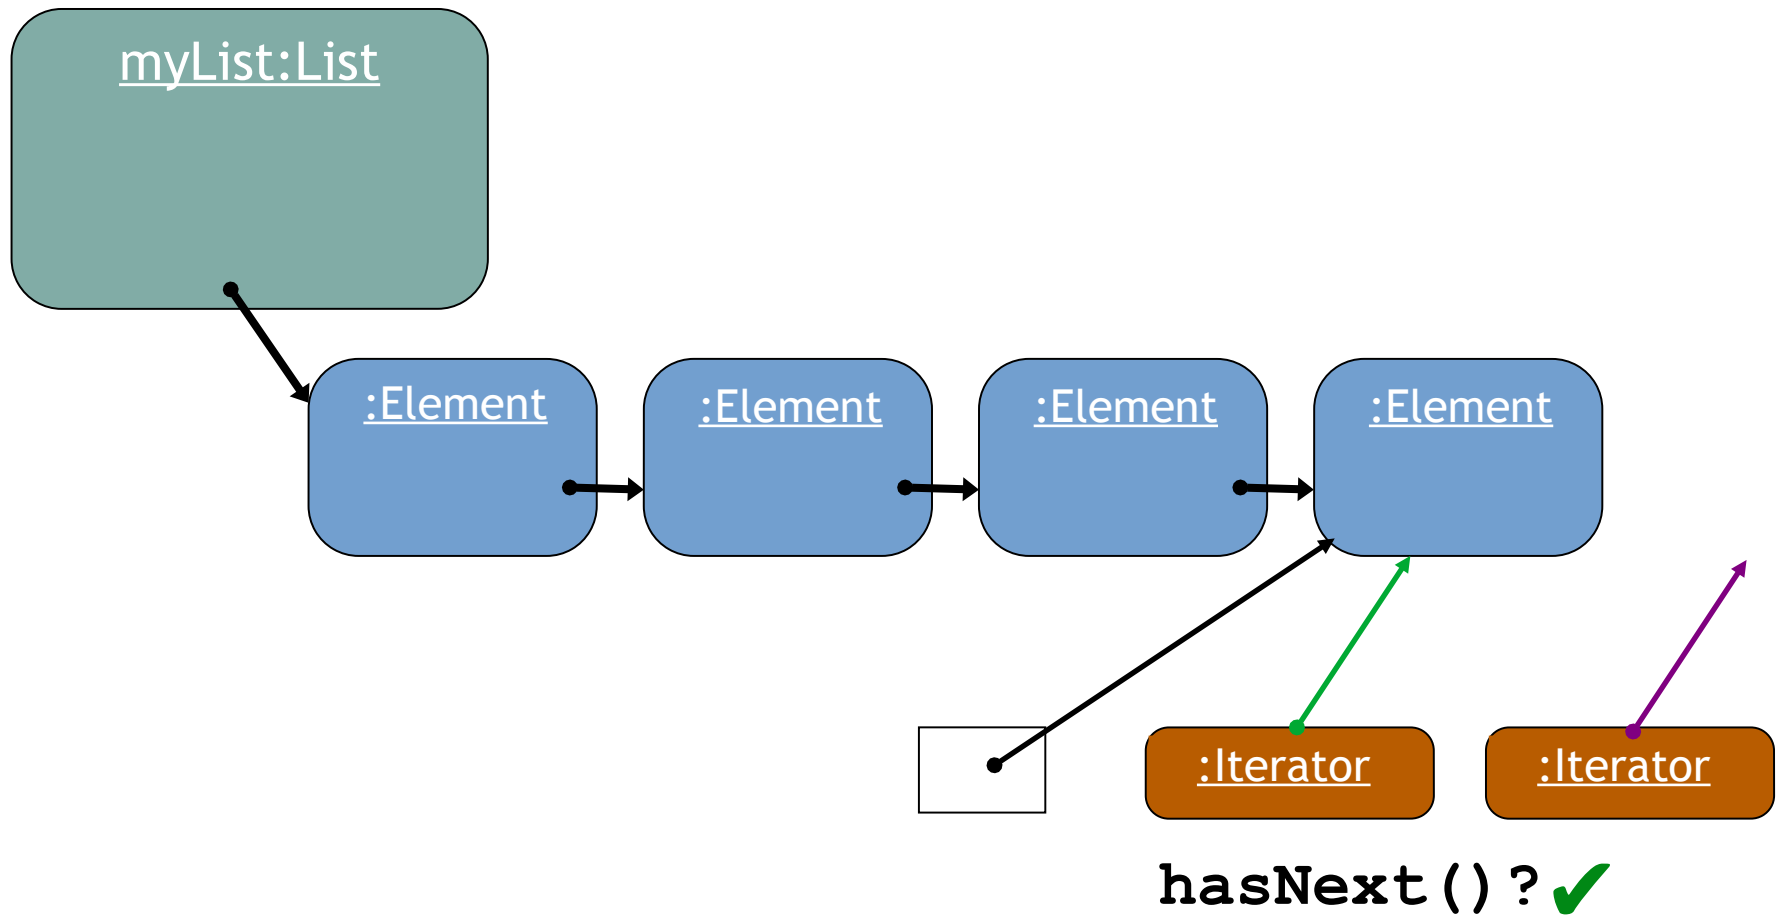 myList:List
:Element
:Element
:Element
:Element
:Iterator
:Iterator
hasNext()?✔